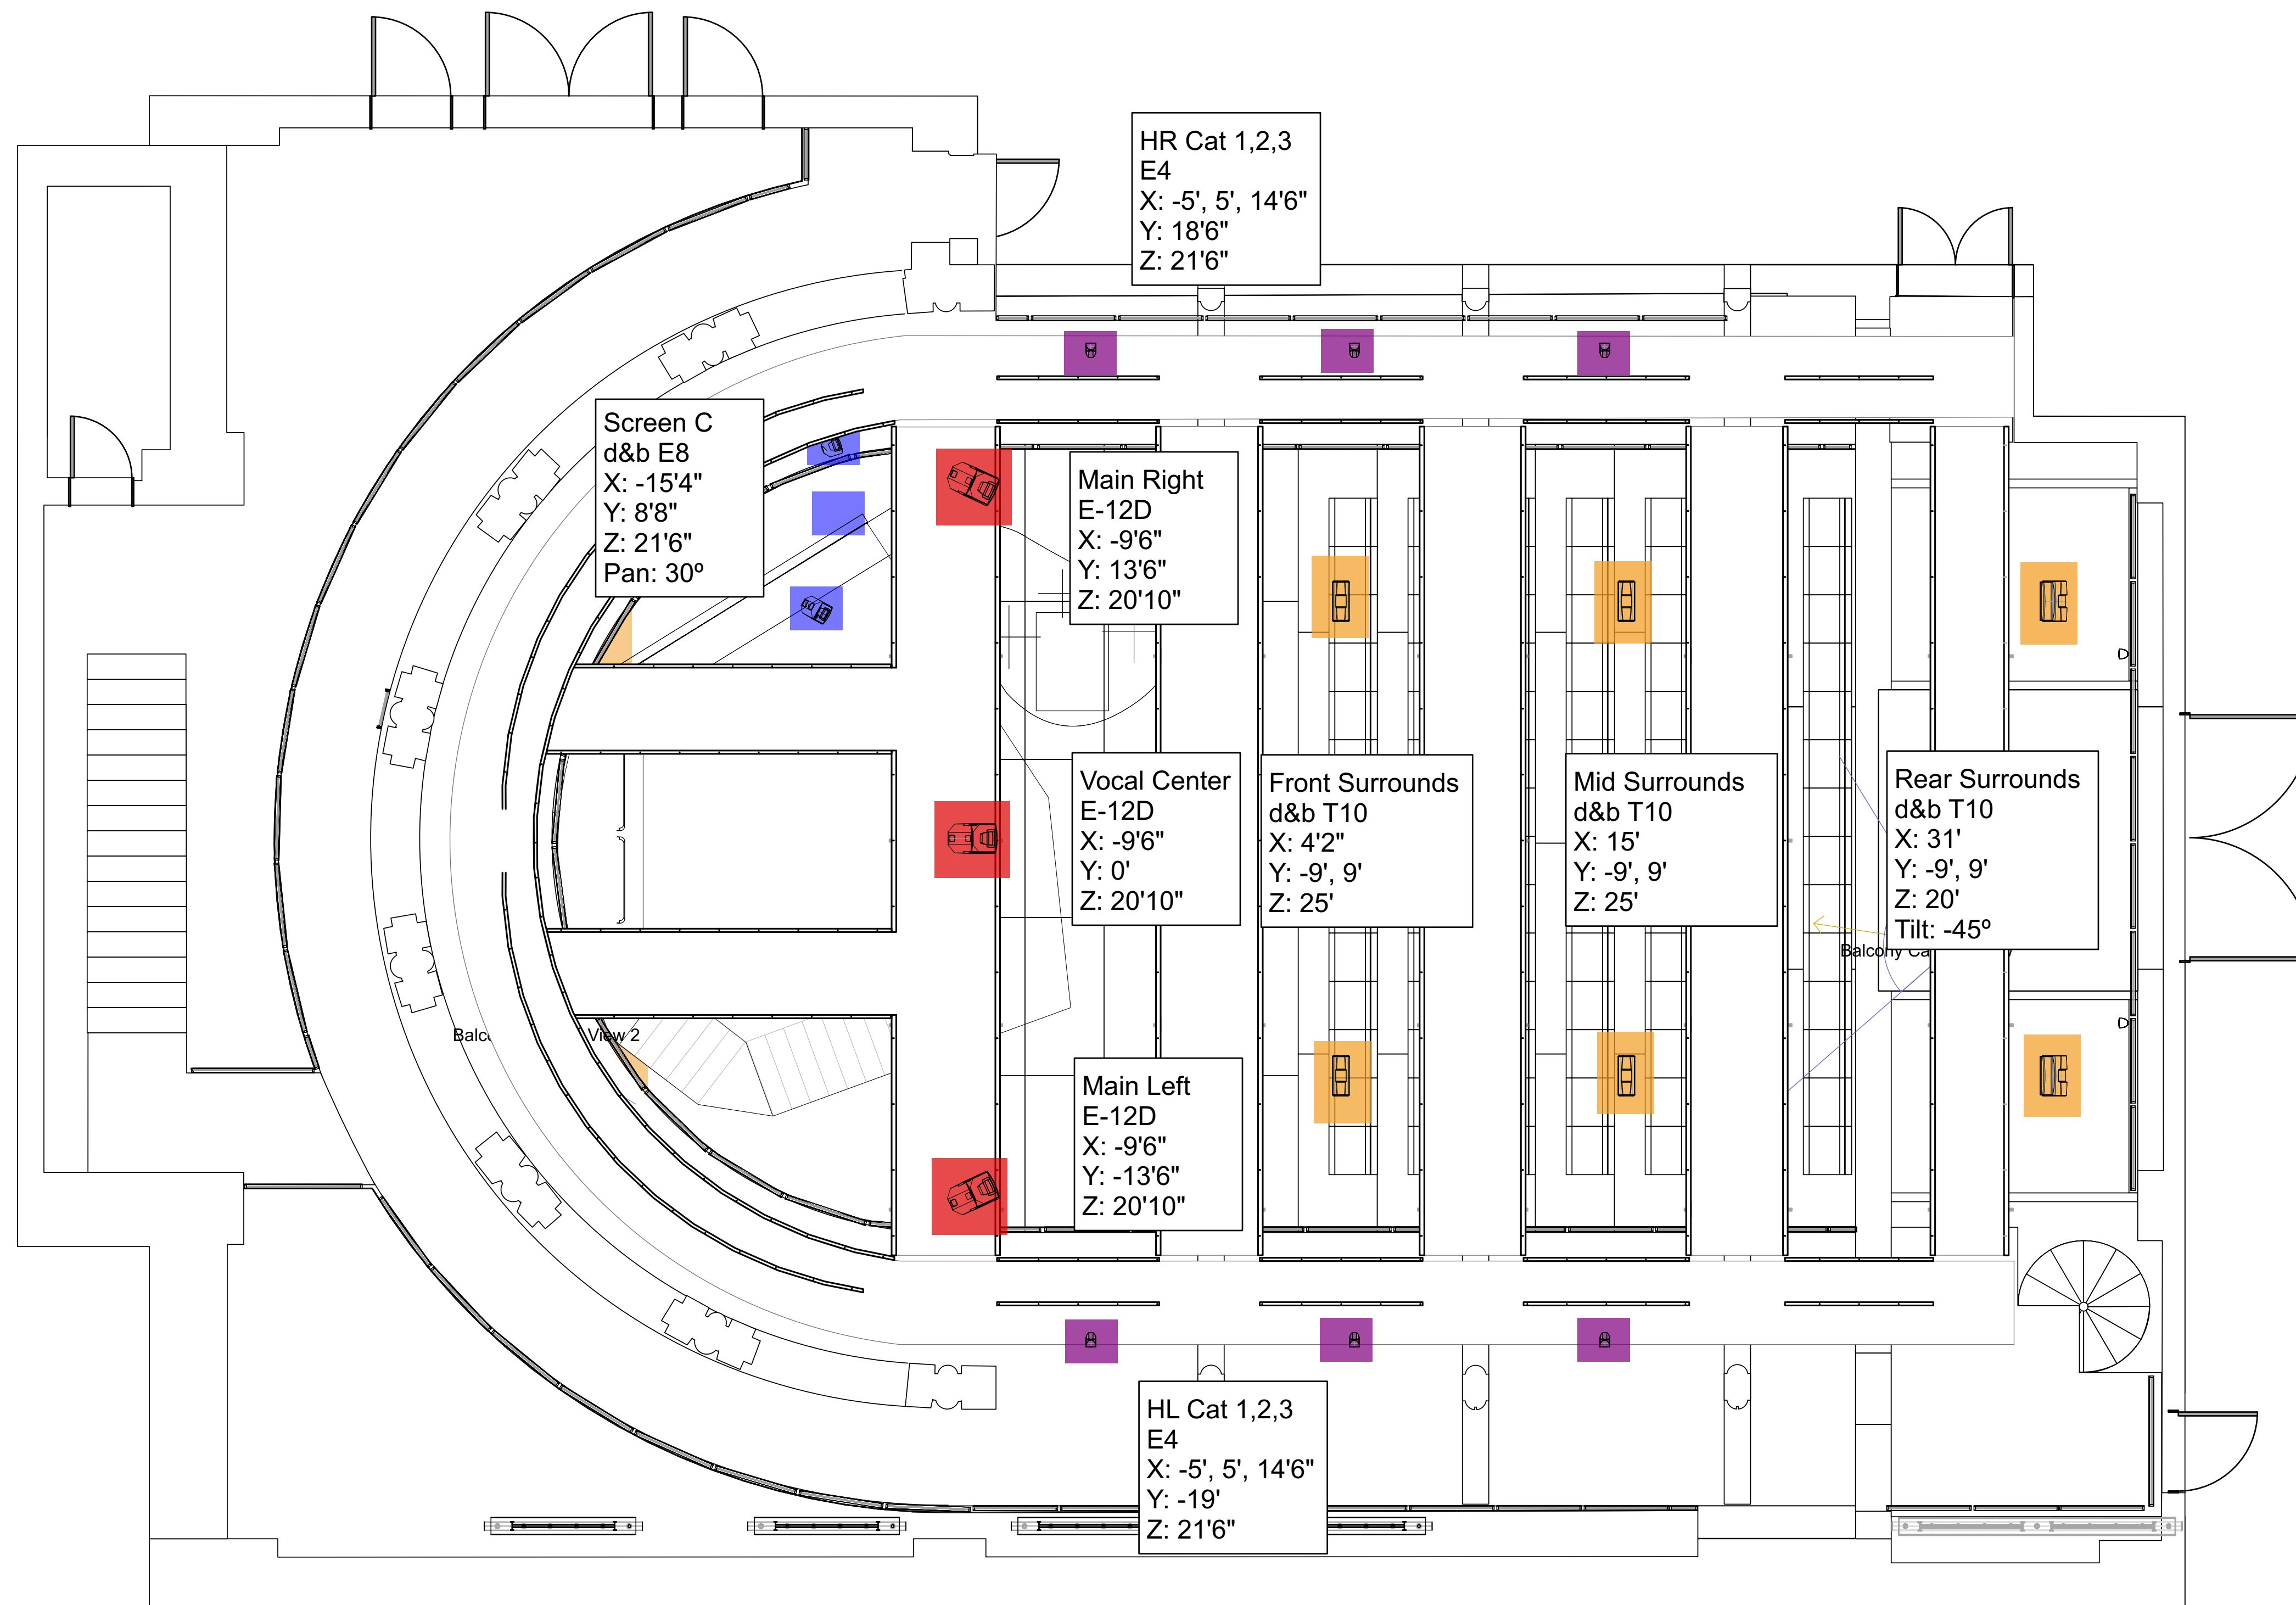 HR Cat 1,2,3
E4
X: -5', 5', 14'6"
Y: 18'6"
Z: 21'6"
Screen C
d&b E8
X: -15'4"
Y: 8'8"
Z: 21'6"
Pan: 30º
Main Right
E-12D
X: -9'6"
Y: 13'6"
Z: 20'10"
Vocal Center
E-12D
X: -9'6"
Y: 0'
Z: 20'10"
Front Surrounds
d&b T10
X: 4'2"
Y: -9', 9'
Z: 25'
Mid Surrounds
d&b T10
X: 15'
Y: -9', 9'
Z: 25'
Rear Surrounds
d&b T10
X: 31'
Y: -9', 9'
Z: 20'
Tilt: -45º
Balcony Ca
Balc
View 2
Main Left
E-12D
X: -9'6"
Y: -13'6"
Z: 20'10"
HL Cat 1,2,3
E4
X: -5', 5', 14'6"
Y: -19'
Z: 21'6"